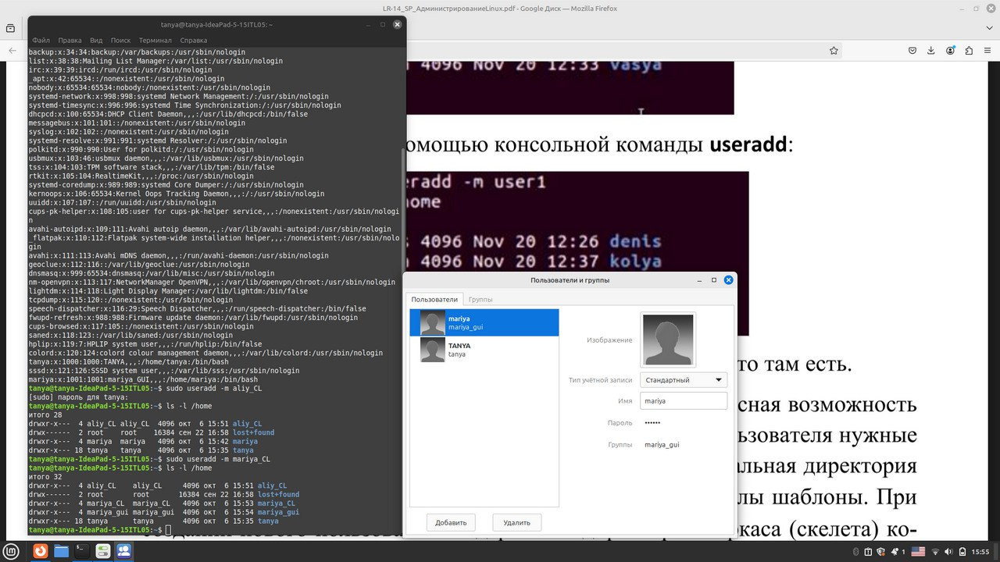 LR-14_SP_АдминистрированиеLinux.pdf - Google Диск — Mozilla Firefox
tanya@tanya-IdeaPad-5-15ITL05: ~
Файл Правка Вид Поиск Терминал Справка
backup:x:34:34:backup:/var/backups:/usr/sbin/nologin
list:x:38:38:Mailing List Manager:/var/list:/usr/sbin/nologin
irc:x:39:39:ircd:/run/ircd:/usr/sbin/nologin
_apt:x:42:65534::/nonexistent:/usr/sbin/nologin
nobody:x:65534:65534:nobody:/nonexistent:/usr/sbin/nologin
systemd-network:x:998:998:systemd Network Management:/:/usr/sbin/nologin
systemd-timesync:x:996:996:systemd Time Synchronization:/:/usr/sbin/nologin
dhcpcd:x:100:65534:DHCP Client Daemon,,,:/usr/lib/dhcpcd:/bin/false
messagebus:x:101:101::/nonexistent:/usr/sbin/nologin
syslog:x:102:102::/nonexistent:/usr/sbin/nologin
systemd-resolve:x:991:991:systemd Resolver:/:/usr/sbin/nologin
polkitd:x:990:990:User for polkitd:/:/usr/sbin/nologin
usbmux:x:103:46:usbmux daemon,,,:/var/lib/usbmux:/usr/sbin/nologin
tss:x:104:103:TPM software stack,,,:/var/lib/tpm:/bin/false
rtkit:x:105:104:RealtimeKit,,,:/proc:/usr/sbin/nologin
systemd-coredump:x:989:989:systemd Core Dumper:/:/usr/sbin/nologin
kernoops:x:106:65534:Kernel Oops Tracking Daemon,,,:/:/usr/sbin/nologin
uuidd:x:107:107::/run/uuidd:/usr/sbin/nologin
cups-pk-helper:x:108:105:user for cups-pk-helper service,,,:/nonexistent:/usr/sbin/nologi
n
avahi-autoipd:x:109:111:Avahi autoip daemon,,,:/var/lib/avahi-autoipd:/usr/sbin/nologin
_flatpak:x:110:112:Flatpak system-wide installation helper,,,:/nonexistent:/usr/sbin/nolo
gin
avahi:x:111:113:Avahi mDNS daemon,,,:/run/avahi-daemon:/usr/sbin/nologin
geoclue:x:112:116::/var/lib/geoclue:/usr/sbin/nologin
dnsmasq:x:999:65534:dnsmasq:/var/lib/misc:/usr/sbin/nologin
nm-openvpn:x:113:117:NetworkManager OpenVPN,,,:/var/lib/openvpn/chroot:/usr/sbin/nologin
lightdm:x:114:118:Light Display Manager:/var/lib/lightdm:/bin/false
tcpdump:x:115:120::/nonexistent:/usr/sbin/nologin
speech-dispatcher:x:116:29:Speech Dispatcher,,,:/run/speech-dispatcher:/bin/false
fwupd-refresh:x:988:988:Firmware update daemon:/var/lib/fwupd:/usr/sbin/nologin
cups-browsed:x:117:105::/nonexistent:/usr/sbin/nologin
saned:x:118:123::/var/lib/saned:/usr/sbin/nologin
hplip:x:119:7:HPLIP system user,,,:/run/hplip:/bin/false
colord:x:120:124:colord colour management daemon,,,:/var/lib/colord:/usr/sbin/nologin
tanya:x:1000:1000:TANYA,,,:/home/tanya:/bin/bash
sssd:x:121:126:SSSD system user,,,:/var/lib/sss:/usr/sbin/nologin
mariya:x:1001:1001:mariya GUI,,,:/home/mariya:/bin/bash
tanya@tanya-IdeaPad-5-15ITL05:~$ sudo useradd -m aliy_CL
[sudo] пароль для tanya:
tanya@tanya-IdeaPad-5-15ITL05:~$ ls -l /home
итого 28
drwxr-x--- 4 aliy_CL aliy_CL 4096 окт 6 15:51 aliy_CL
drwx------ 2 root root 16384 сен 22 16:58 lost+found
drwxr-x--- 4 mariya mariya 4096 окт 6 15:42 mariya
drwxr-x--- 18 tanya tanya 4096 окт 6 15:35 tanya
tanya@tanya-IdeaPad-5-15ITL05:~$ sudo useradd -m mariya_CL
tanya@tanya-IdeaPad-5-15ITL05:~$ ls -l /home
итого 32
drwxr-x--- 4 aliy_CL aliy_CL 4096 окт 6 15:51 aliy_CL
drwx------ 2 root root 16384 сен 22 16:58 lost+found
drwxr-x--- 4 mariya_CL mariya_CL 4096 окт 6 15:53 mariya_CL
drwxr-x--- 4 mariya_gui mariya_gui 4096 окт 6 15:54 mariya_gui
drwxr-x--- 18 tanya tanya 4096 окт 6 15:35 tanya
tanya@tanya-IdeaPad-5-15ITL05:~$
4096 Nov 20 12:33 vasya
омощью консольной команды useradd:
eradd -m user1
ome
4096 Nov 20 12:26 denis
4096 Nov 20 12:37 kolya
Пользователи и группы
Пользователи Группы
mariya
mariya_gui
TANYA
tanya
Изображение
Тип учётной записи Стандартный
Имя mariya
Пароль ••••••
Группы mariya_gui
Добавить Удалить
то там есть.
сная возможность
льзователя нужные
альная директория
лы шаблоны. При
ркаса (скелета) ко-
1
15:55